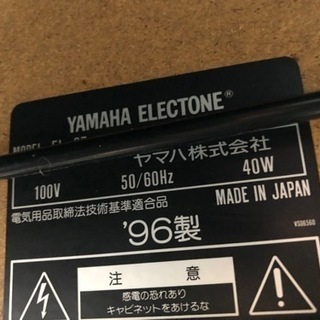 YAMAHA ELECTONE®
MODEL
ヤマハ株式会社
100V 50/60Hz 40W
MADE IN JAPAN
電気用品取締法技術基準適合品
'96製
VS06560
注意
感電の恐れあり
キャビネットをあけるな